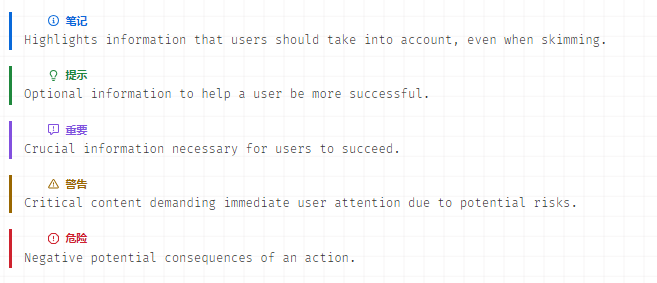 笔记
Highlights information that users should take into account, even when skimming.
提示
Optional information to help a user be more successful.
重要
Crucial information necessary for users to succeed.
警告
Critical content demanding immediate user attention due to potential risks.
危险
Negative potential consequences of an action.